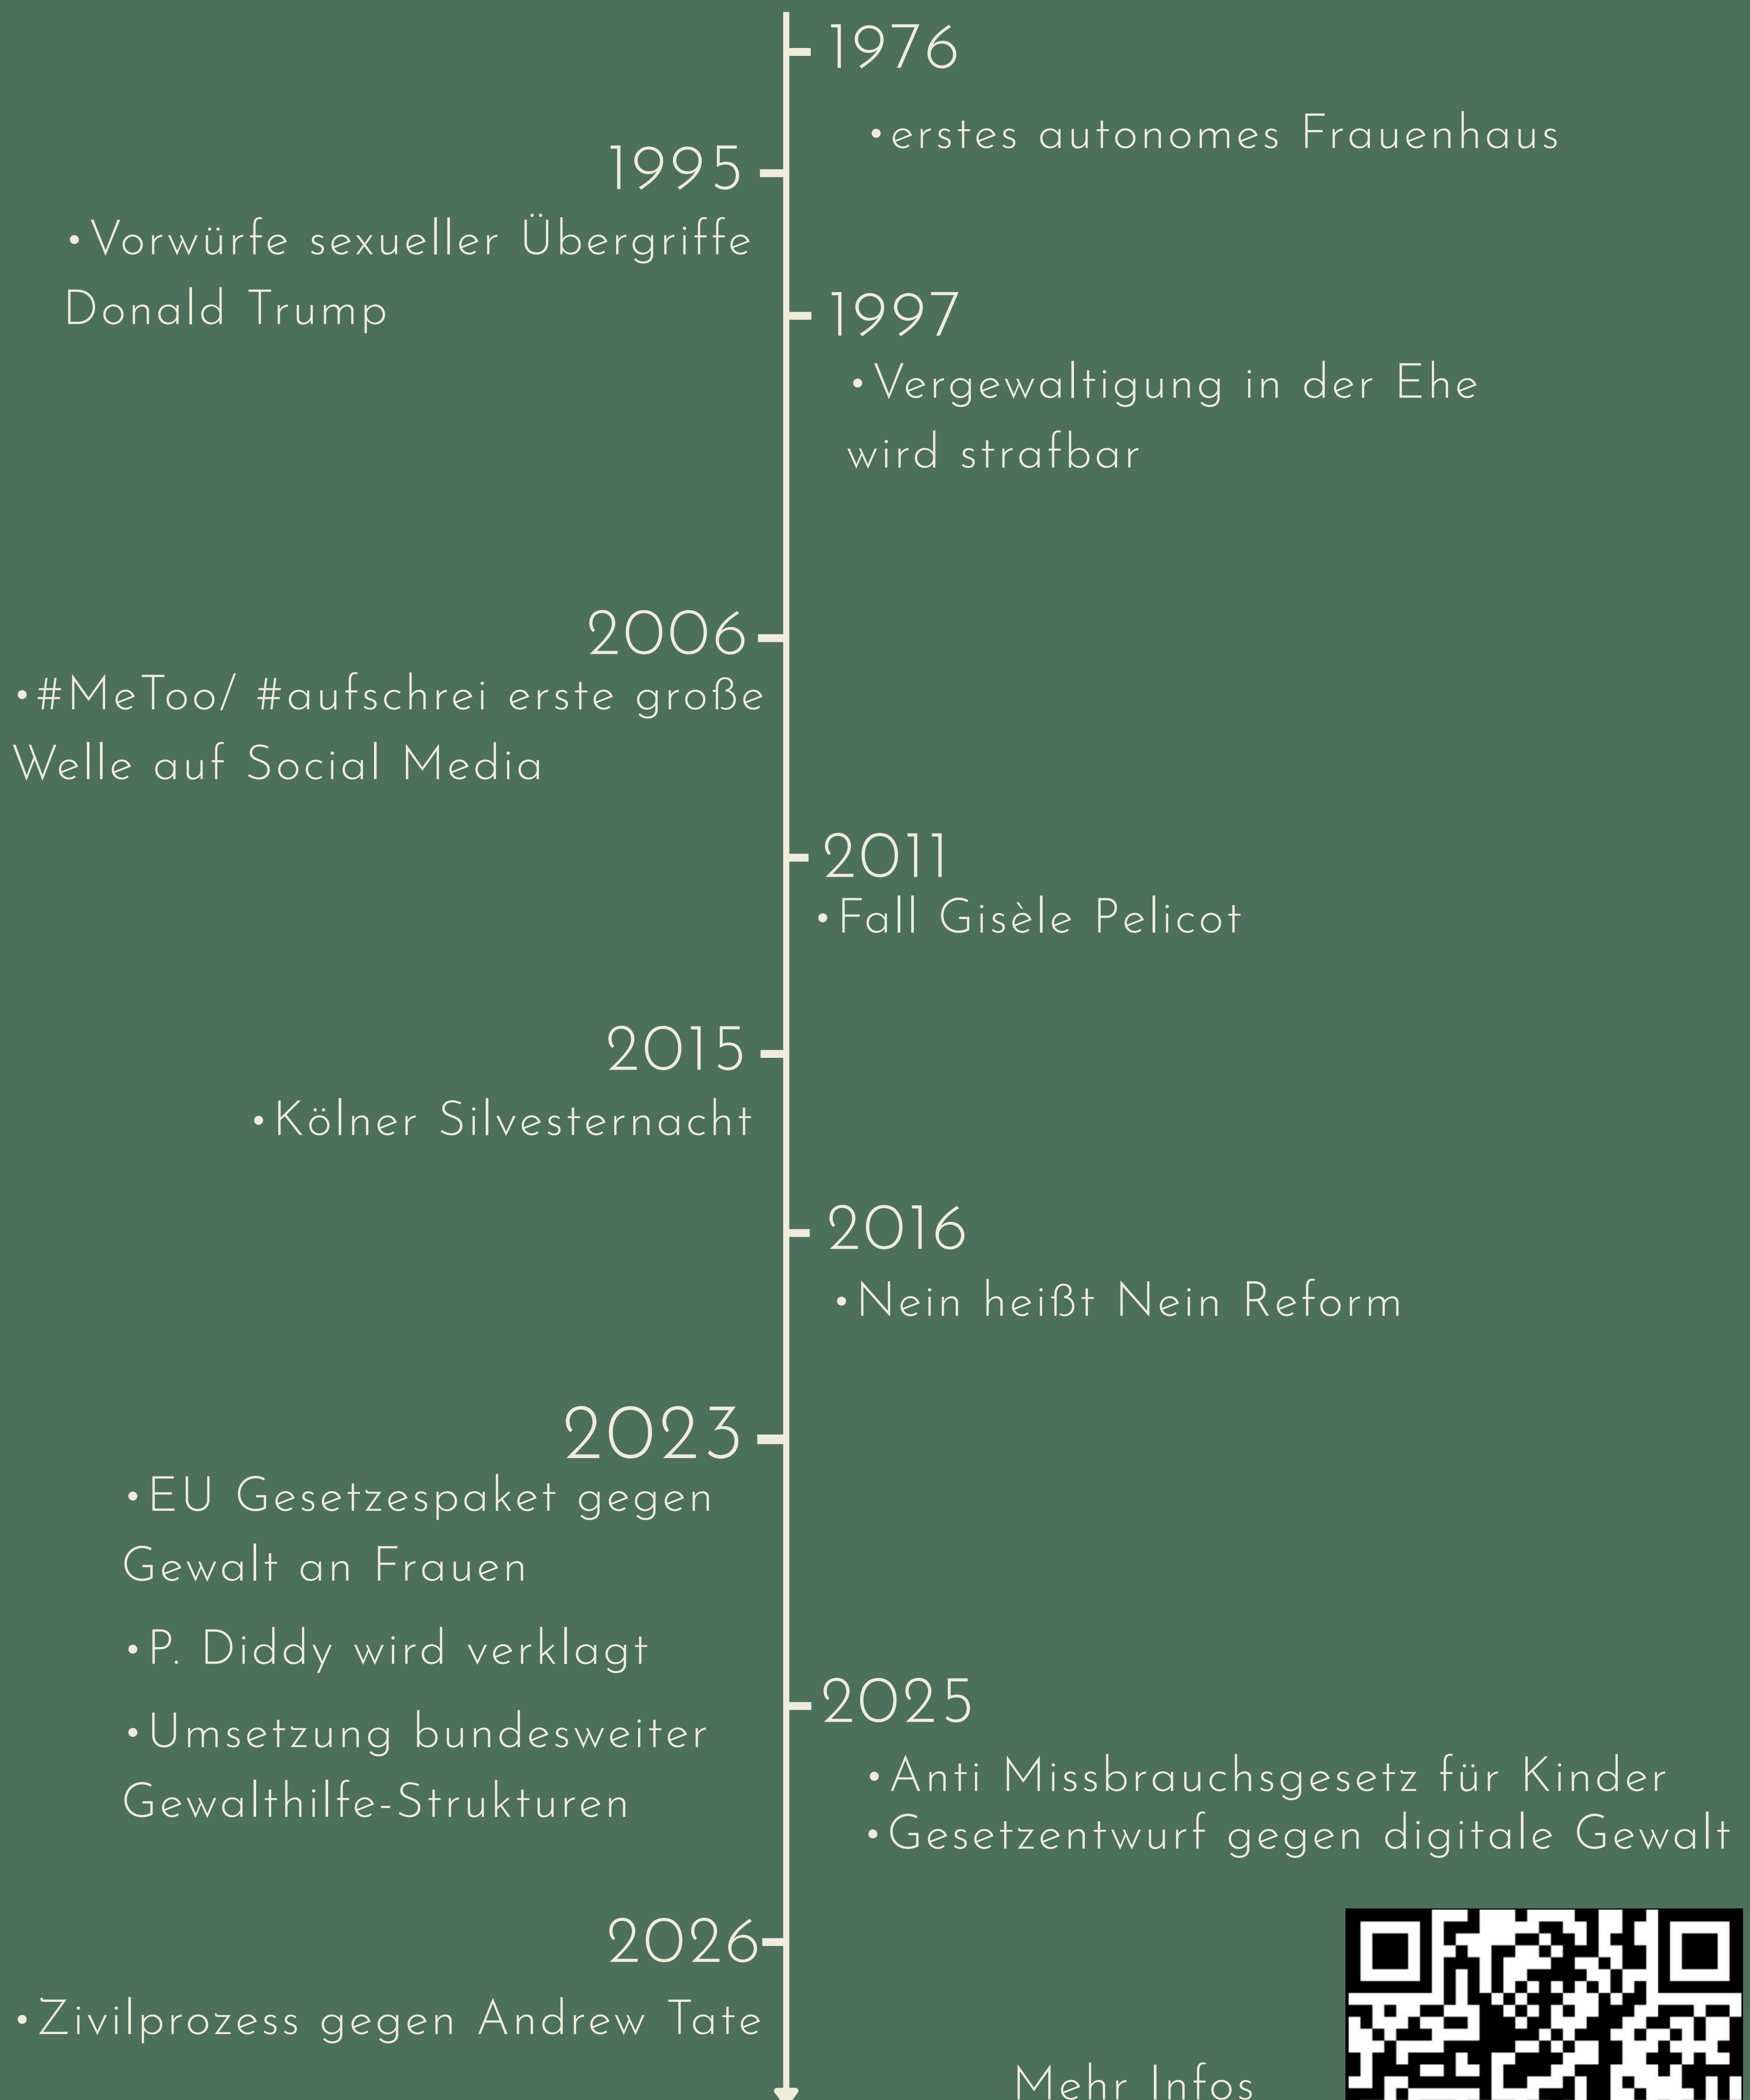 1976
• erstes autonomes Frauenhaus
1995
• Vorwürfe sexueller Übergriffe
Donald Trump
1997
• Vergewaltigung in der Ehe
wird strafbar
2006
• #MeToo/ #aufschrei erste große
Welle auf Social Media
2011
• Fall Gisèle Pelicot
2015
• Kölner Silvesternacht
2016
• Nein heißt Nein Reform
2023
• EU Gesetzespaket gegen
Gewalt an Frauen
• P. Diddy wird verklagt
• Umsetzung bundesweiter
Gewalthilfe-Strukturen
2025
• Anti Missbrauchsgesetz für Kinder
• Gesetzentwurf gegen digitale Gewalt
2026
• Zivilprozess gegen Andrew Tate
Mehr Infos